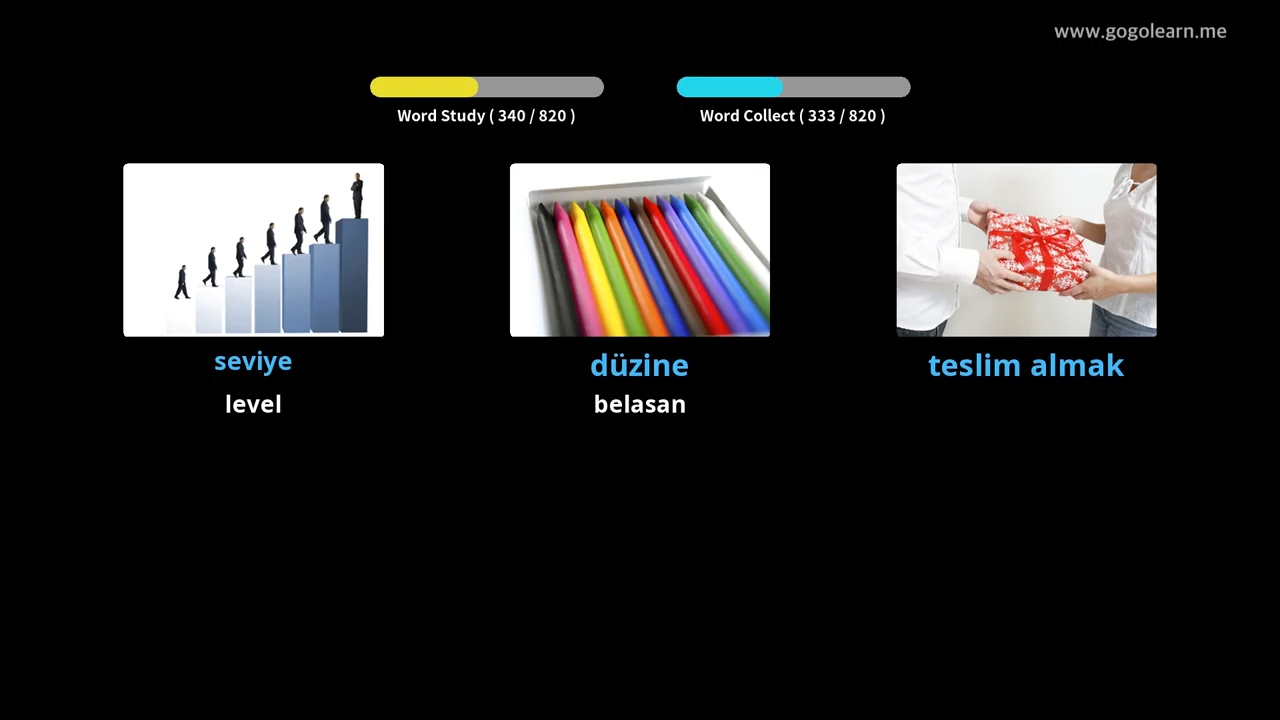 www.gogolearn.me
Word Study ( 340 / 820 )
Word Collect ( 333 / 820 )
seviye
düzine
teslim almak
level
belasan